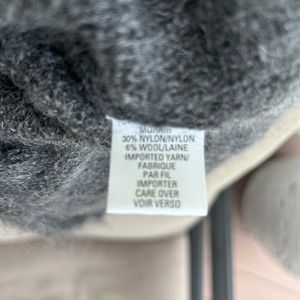 MOHAIR
30% NYLON/NYLON
6% WOOL/LAINE
IMPORTED YARN/
FABRIQUE
PAR FIL
IMPORTER
CARE OVER
VOIR VERSO